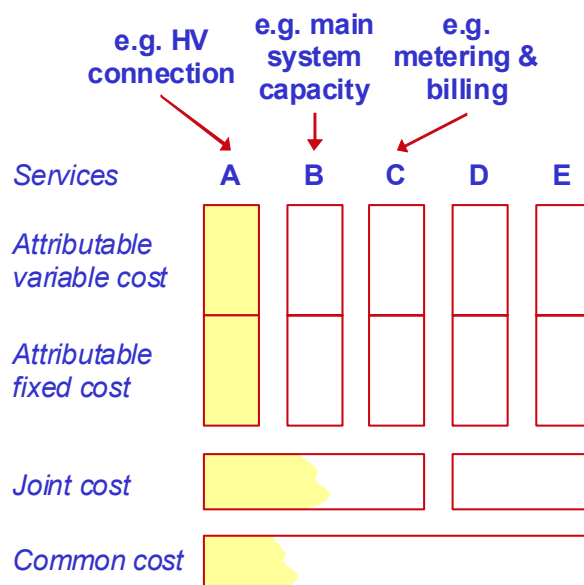 e.g. HV
connection
e.g. main
system
capacity
e.g.
metering &
billing
Services A B C D E
Attributable
variable cost
Attributable
fixed cost
Joint cost
Common cost